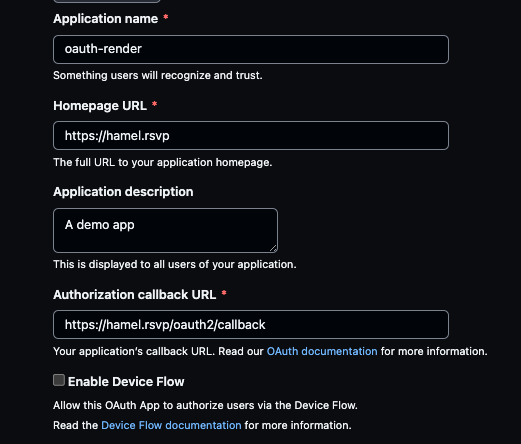 Application name *
oauth-render
Something users will recognize and trust.
Homepage URL *
https://hamel.rsvp
The full URL to your application homepage.
Application description
A demo app
This is displayed to all users of your application.
Authorization callback URL *
https://hamel.rsvp/oauth2/callback
Your application’s callback URL. Read our OAuth documentation for more information.
Enable Device Flow
Allow this OAuth App to authorize users via the Device Flow.
Read the Device Flow documentation for more information.